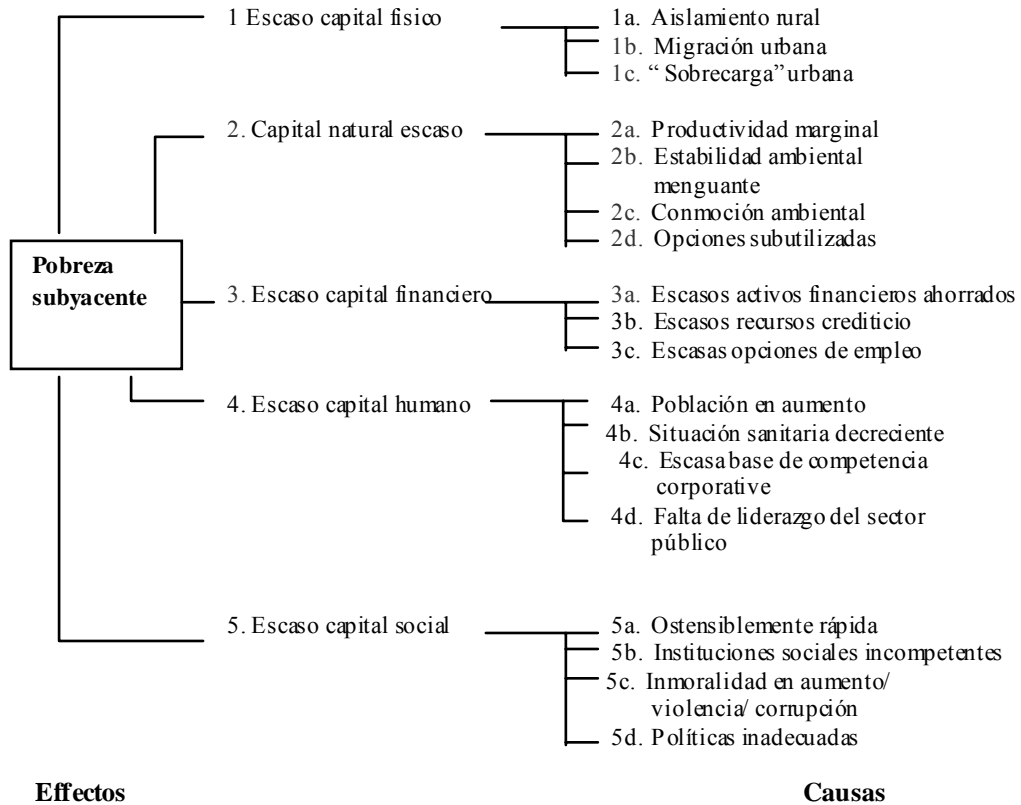 1 Escaso capital fisico
1a. Aislamiento rural
1b. Migración urbana
1c. “ Sobrecarga” urbana
2. Capital natural escaso
2a. Productividad marginal
2b. Estabilidad ambiental
menguante
2c. Conmoción ambiental
2d. Opciones subutilizadas
Pobreza
subyacente
3. Escaso capital financiero
3a. Escasos activos financieros ahorrados
3b. Escasos recursos crediticio
3c. Escasas opciones de empleo
4. Escaso capital humano
4a. Población en aumento
4b. Situación sanitaria decreciente
4c. Escasa base de competencia
corporative
4d. Falta de liderazgo del sector
público
5. Escaso capital social
5a. Ostensiblemente rápida
5b. Instituciones sociales incompetentes
5c. Inmoralidad en aumento/
violencia/ corrupción
5d. Políticas inadecuadas
Effectos
Causas